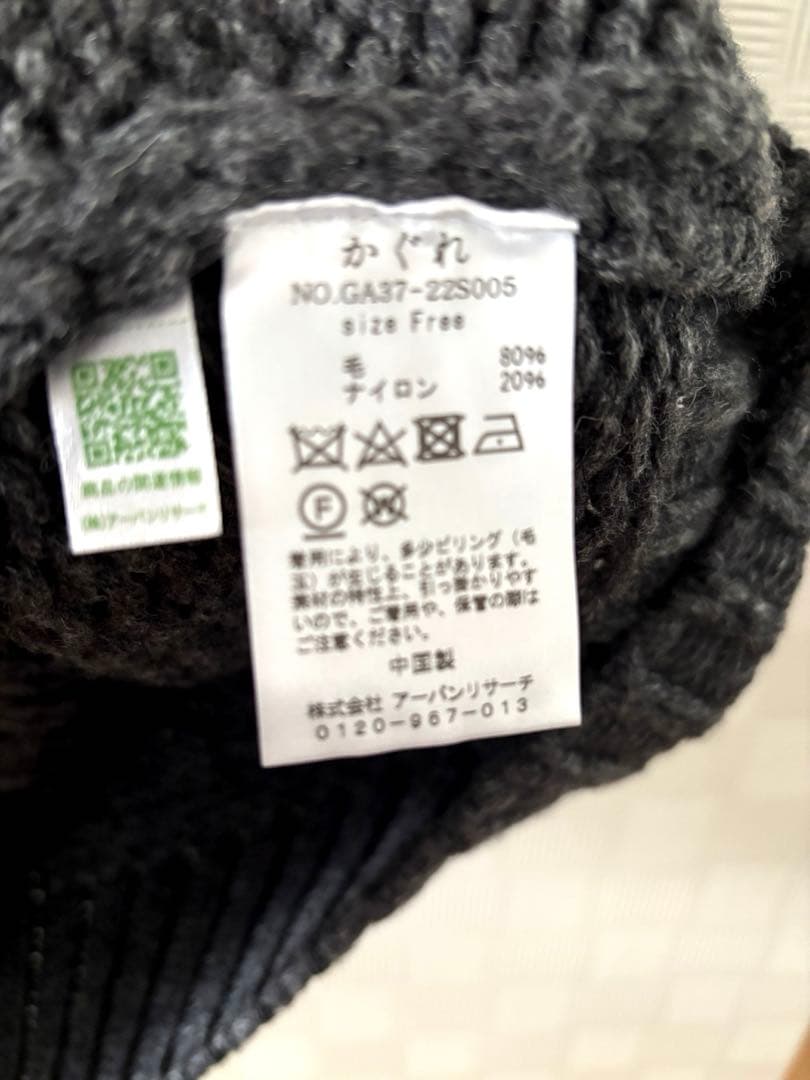 かぐれ
NO.GA37-22S005
size Free
毛 80%
ナイロン 20%
F
W
着用により、多少ピリング（毛
玉）が生じることがあります。
素材の特性上、引っ掛かりやす
いので、ご着用や、保管の際は
ご注意ください。
中国製
株式会社 アーバンリサーチ
0120-967-013
商品の関連情報
(株)アーバンリサーチ